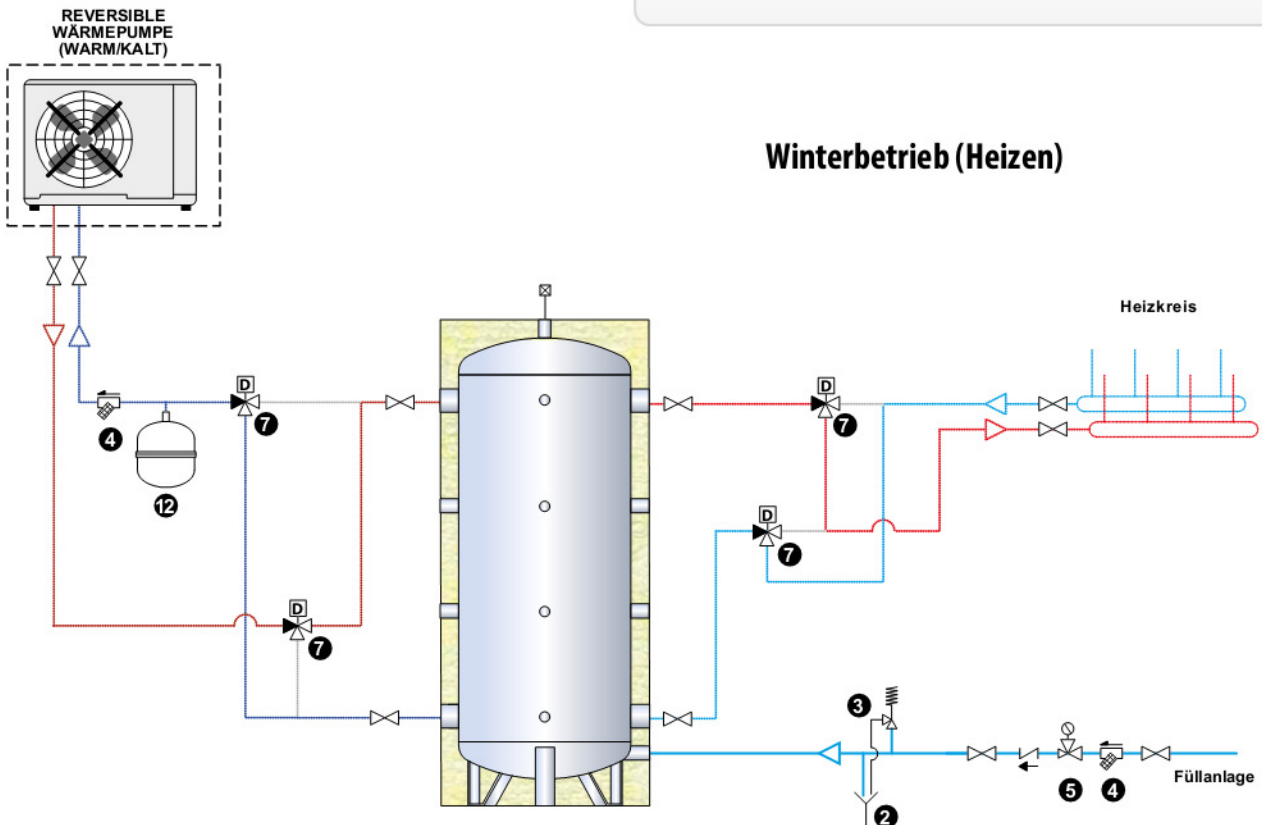 REVERSIBLE
WÄRMEPUMPE
(WARM/KALT)
Winterbetrieb (Heizen)
Heizkreis
D
D
4
7
7
12
D
7
D
7
3
5
4
Füllanlage
2